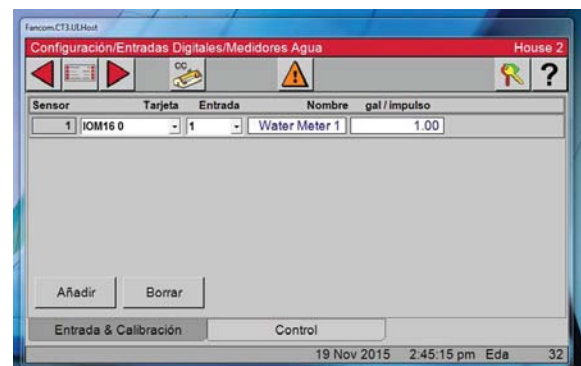 Fancom.CT3.UI.Host
Configuración/Entradas Digitales/Medidores Agua House 2
CC
?
Sensor Tarjeta Entrada Nombre gal / impulso
1 IOM16 0 1 Water Meter 1 1.00
Añadir Borrar
Entrada & Calibración Control
19 Nov 2015 2:45:15 pm Eda 32